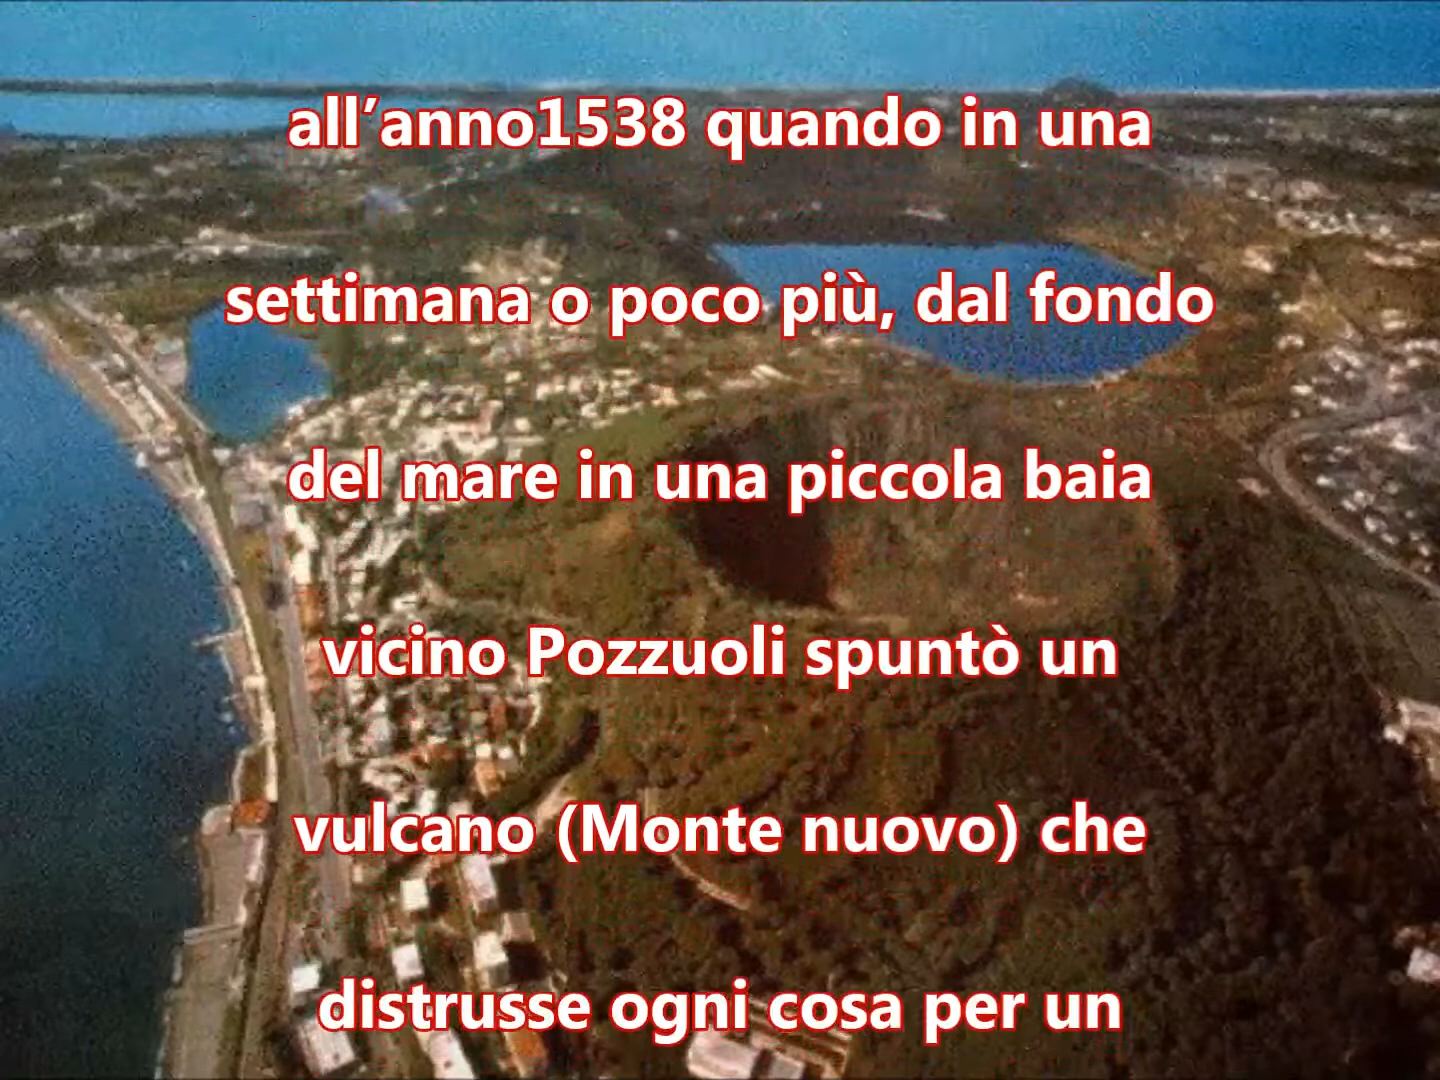 all’anno1538 quando in una
settimana o poco più, dal fondo
del mare in una piccola baia
vicino Pozzuoli spuntò un
vulcano (Monte nuovo) che
distrusse ogni cosa per un